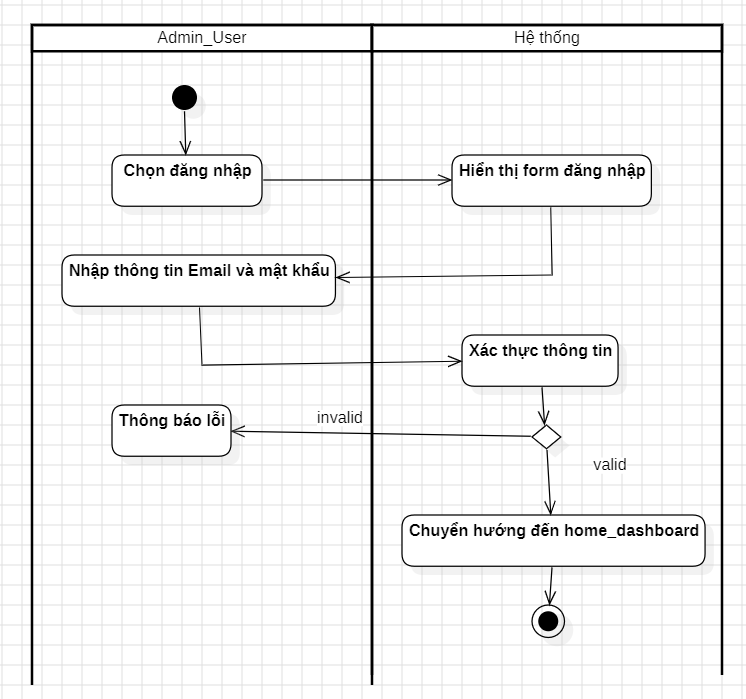 Admin_User
Hệ thống
Chọn đăng nhập
Hiển thị form đăng nhập
Nhập thông tin Email và mật khẩu
Xác thực thông tin
Thông báo lỗi
invalid
valid
Chuyển hướng đến home_dashboard